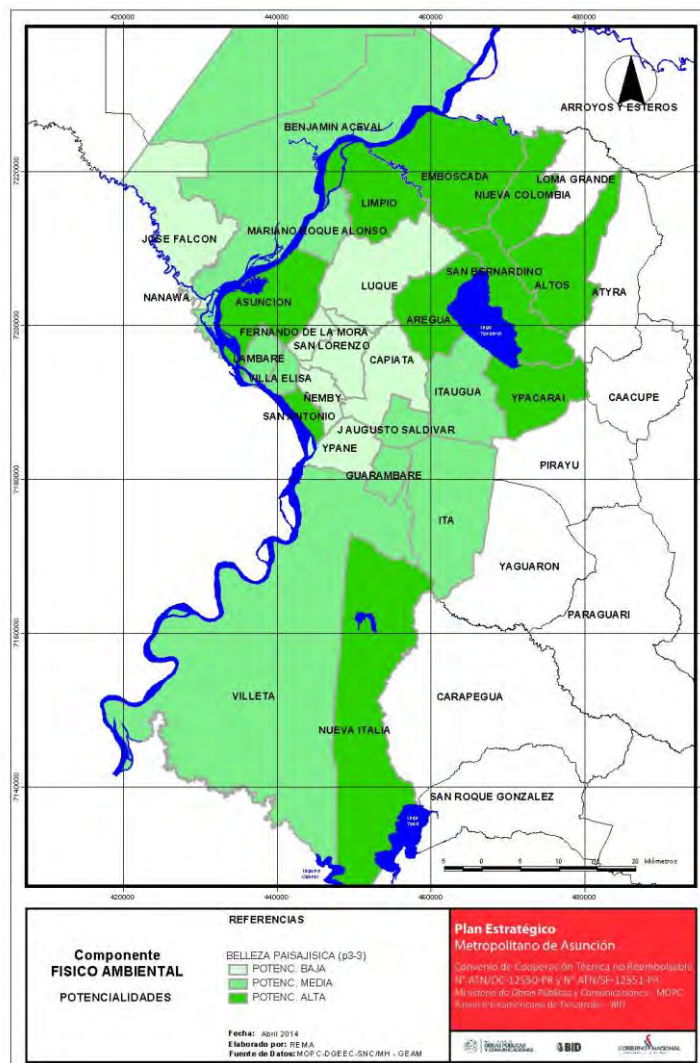 420000 440000 460000 480000
ARROYOS Y ESTEROS
BENJAMIN ACEVAL
7220000
EMBOSCADA
LOMA GRANDE
NUEVA COLOMBIA
LIMPIO
MARIANO ROQUE ALONSO
JOSE FALCON
SAN BERNARDINO
LUQUE
ALTOS
ATYRA
NANAWA
ASUNCION
AREGUA
7200000
FERNANDO DE LA MORA
SAN LORENZO
CAPIATA
LAMBARE
VILLA ELISA
ITAUGUA
YPACARAI
CAACUPE
ÑEMBY
SAN ANTONIO
J AUGUSTO SALDIVAR
YPANE
PIRAYU
GUARAMBARE
7180000
ITA
YAGUARON
PARAGUARI
7160000
VILLETA
CARAPEGUA
NUEVA ITALIA
7140000
SAN ROQUE GONZALEZ
5 0 5 10 15 20 kilómetros
420000 440000 460000 480000
REFERENCIAS
Componente
FISICO AMBIENTAL
POTENCIALIDADES
BELLEZA PAISAJISICA (p3-3)
POTENC. BAJA
POTENC. MEDIA
POTENC. ALTA
Fecha: Abril 2014
Elaborado por: REMA
Fuente de Datos: MOPC-DGEEC-SNC/MH - GEAM
Plan Estratégico
Metropolitano de Asunción
Convenio de Cooperación Técnica no Reembolsable
N° ATN/OC-12550-PR y N° ATN/SF-12551-PR
Ministerio de Obras Públicas y Comunicaciones - MOPC
Banco Interamericano de Desarrollo - BID
OBRAS PUBLICAS
Y COMUNICACIONES
BID
GOBIERNO NACIONAL